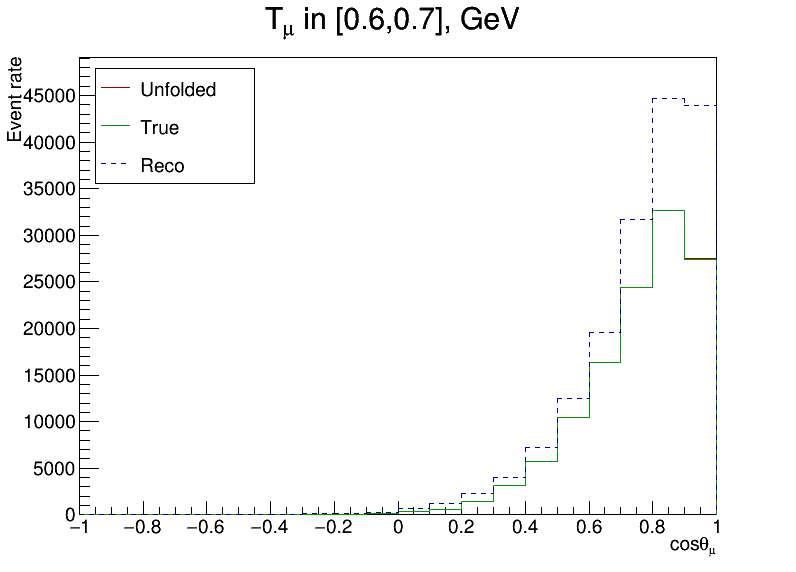 Tμ in [0.6,0.7], GeV
Event rate
Unfolded
True
Reco
45000
40000
35000
30000
25000
20000
15000
10000
5000
0
−1 −0.8 −0.6 −0.4 −0.2 0 0.2 0.4 0.6 0.8 1
cosθμ